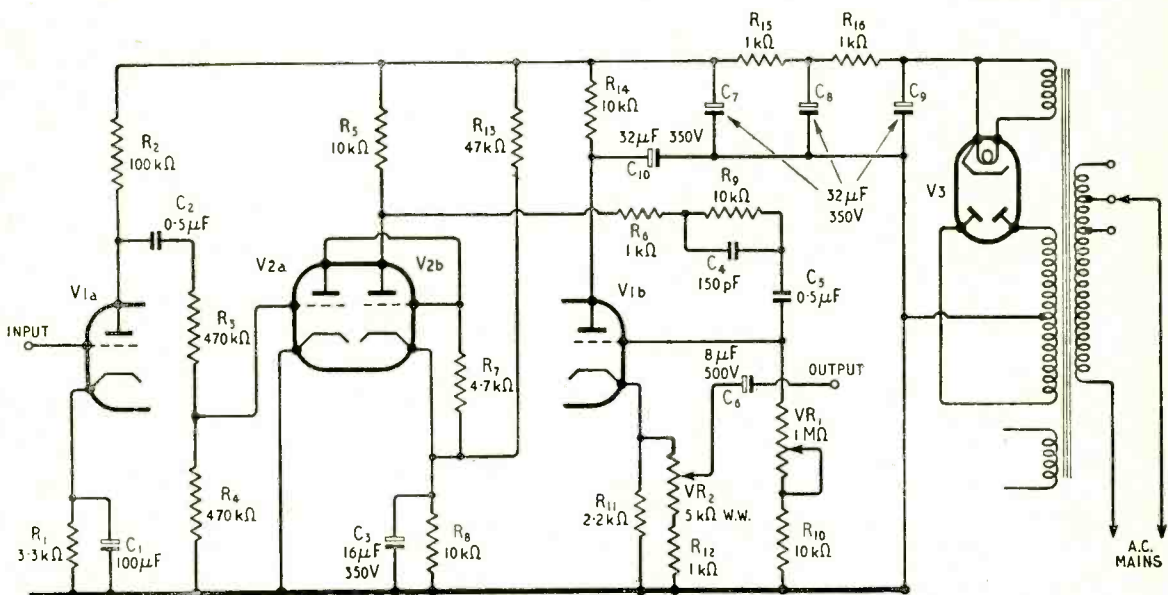 R15
1kΩ
R16
1kΩ
R2
100kΩ
R5
10kΩ
R13
47kΩ
R14
10kΩ
C7
C8
C9
32μF 350V
C10
32μF
350V
V3
C2
0·5μF
R9
10kΩ
R6
1kΩ
C4
150pF
C5
0·5μF
V1a
V2a
V2b
V1b
INPUT
R3
470kΩ
R7
4·7kΩ
8μF
500V
C6
OUTPUT
VR1
1MΩ
R4
470kΩ
R1
3·3kΩ
C1
100μF
C3
16μF
350V
R8
10kΩ
R11
2·2kΩ
VR2
5kΩ W.W.
R12
1kΩ
R10
10kΩ
A.C.
MAINS